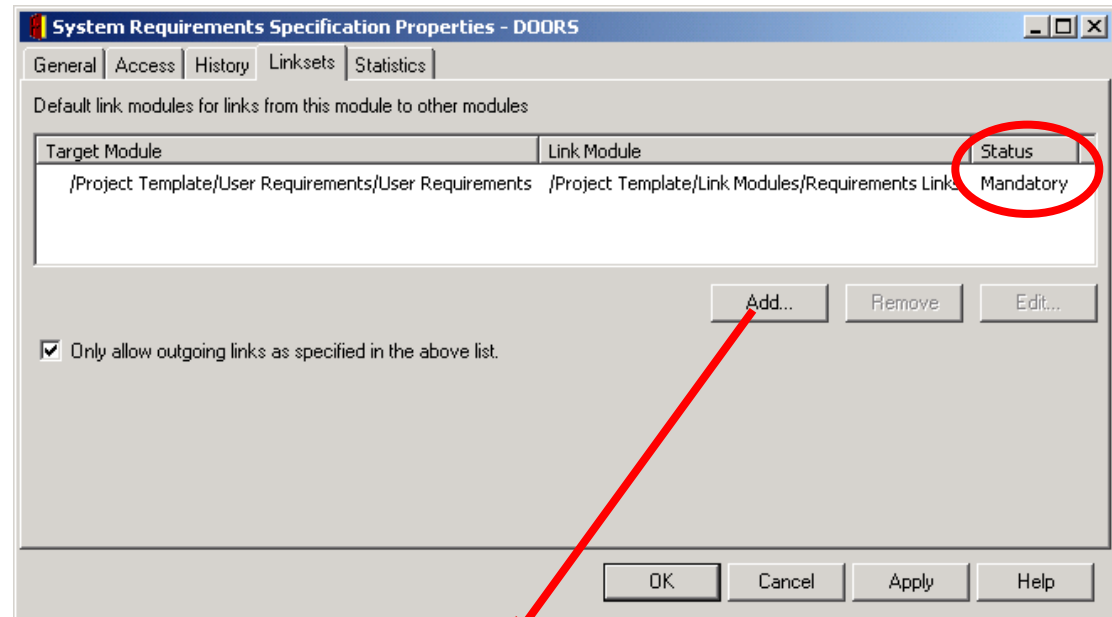 System Requirements Specification Properties - DOORS
General Access History Linksets Statistics
Default link modules for links from this module to other modules
Target Module Link Module Status
/Project Template/User Requirements/User Requirements /Project Template/Link Modules/Requirements Links Mandatory
Add... Remove Edit...
Only allow outgoing links as specified in the above list.
OK Cancel Apply Help